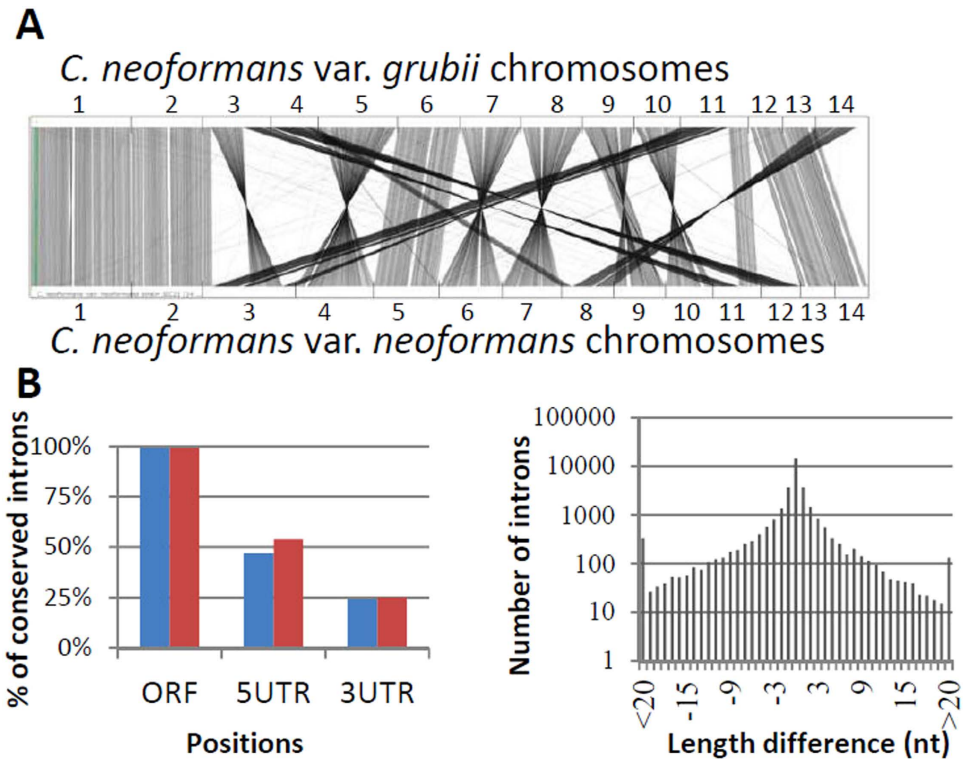 A
C. neoformans var. grubii chromosomes
1 2 3 4 5 6 7 8 9 10 11 12 13 14
1 2 3 4 5 6 7 8 9 10 11 12 13 14
C. neoformans var. neoformans chromosomes
B
% of conserved introns
100%
75%
50%
25%
0%
ORF 5UTR 3UTR
Positions
Number of introns
100000
10000
1000
100
10
1
<20 -15 -9 -3 3 9 15 >20
Length difference (nt)